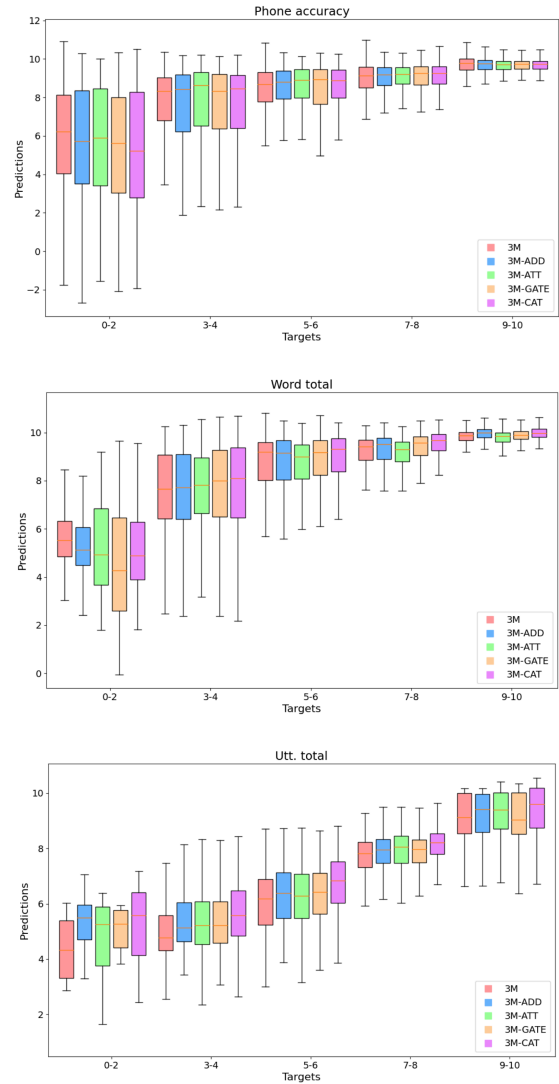 Phone accuracy
12
10
8
6
4
2
0
−2
Predictions
3M
3M-ADD
3M-ATT
3M-GATE
3M-CAT
0-2 3-4 5-6 7-8 9-10
Targets
Word total
10
8
6
4
2
0
Predictions
3M
3M-ADD
3M-ATT
3M-GATE
3M-CAT
0-2 3-4 5-6 7-8 9-10
Targets
Utt. total
10
8
6
4
2
Predictions
3M
3M-ADD
3M-ATT
3M-GATE
3M-CAT
0-2 3-4 5-6 7-8 9-10
Targets